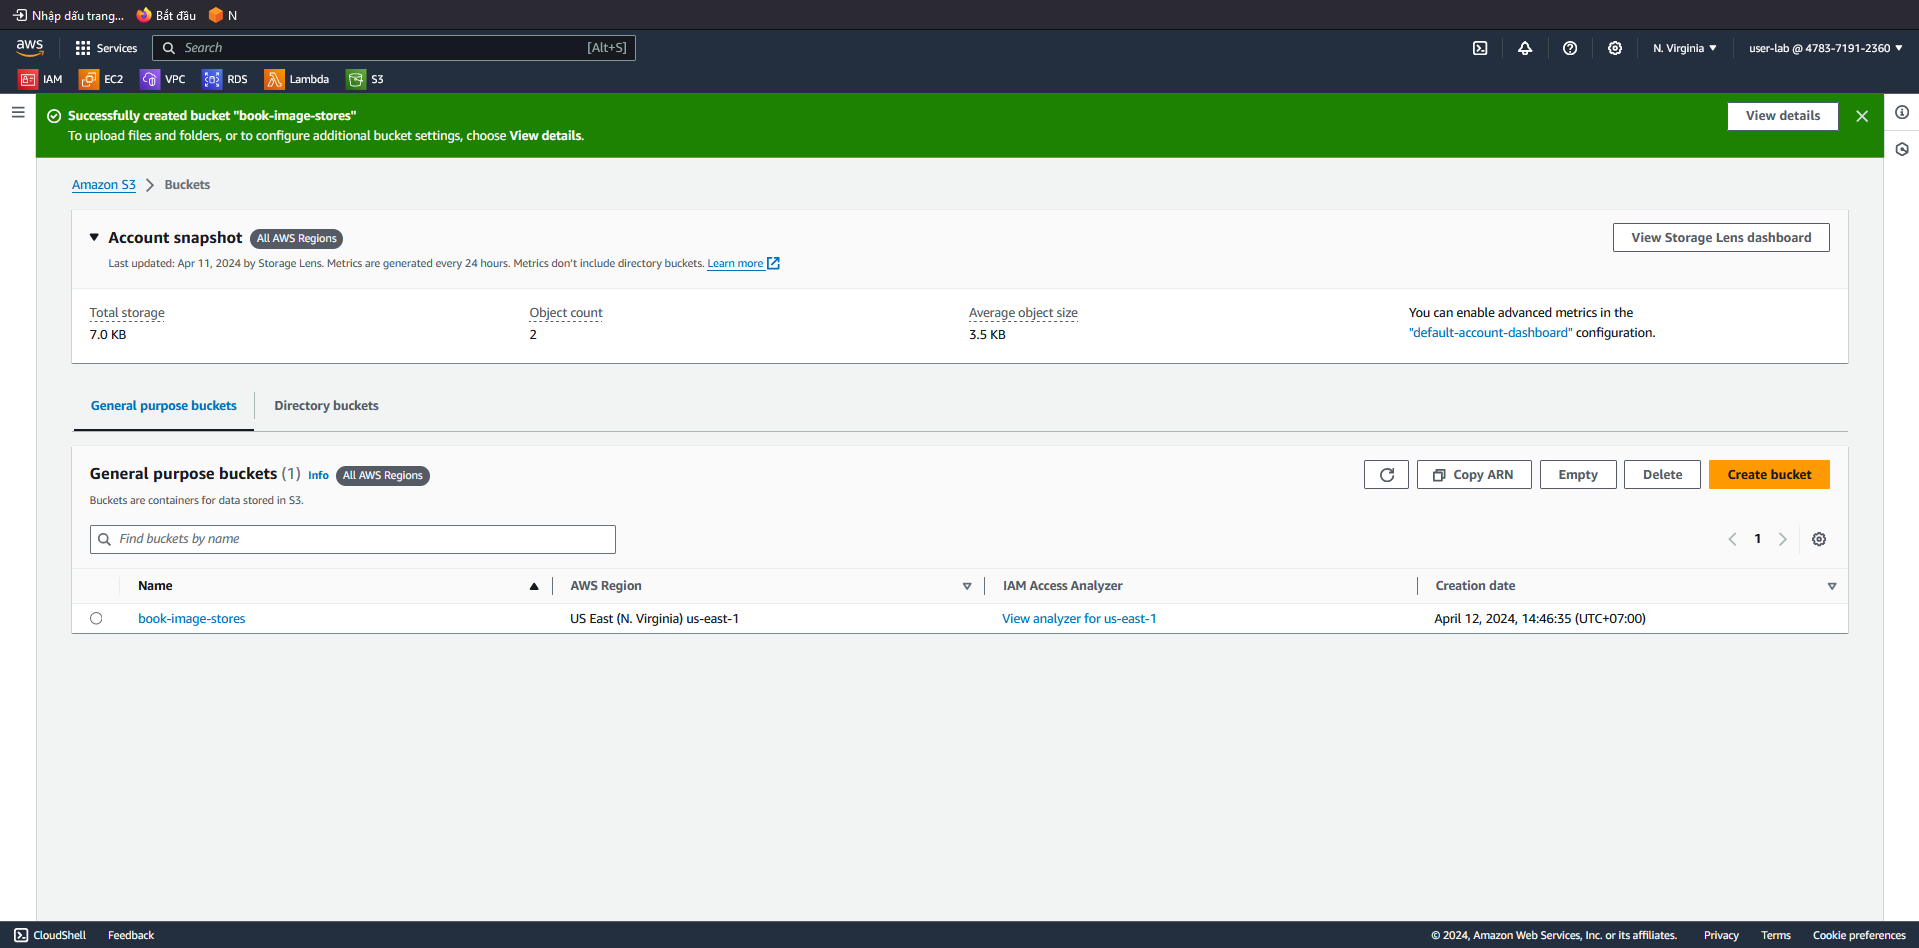 Nhập dấu trang... Bắt đầu N
aws Services Search [Alt+S] N. Virginia user-lab @ 4783-7191-2360
IAM EC2 VPC RDS Lambda S3
Successfully created bucket "book-image-stores"
To upload files and folders, or to configure additional bucket settings, choose View details.
View details
Amazon S3 Buckets
Account snapshot All AWS Regions
View Storage Lens dashboard
Last updated: Apr 11, 2024 by Storage Lens. Metrics are generated every 24 hours. Metrics don't include directory buckets. Learn more
Total storage
7.0 KB
Object count
2
Average object size
3.5 KB
You can enable advanced metrics in the
"default-account-dashboard" configuration.
General purpose buckets Directory buckets
General purpose buckets (1) Info All AWS Regions
Copy ARN Empty Delete Create bucket
Buckets are containers for data stored in S3.
Find buckets by name
1
Name AWS Region IAM Access Analyzer Creation date
book-image-stores US East (N. Virginia) us-east-1 View analyzer for us-east-1 April 12, 2024, 14:46:35 (UTC+07:00)
CloudShell Feedback © 2024, Amazon Web Services, Inc. or its affiliates. Privacy Terms Cookie preferences